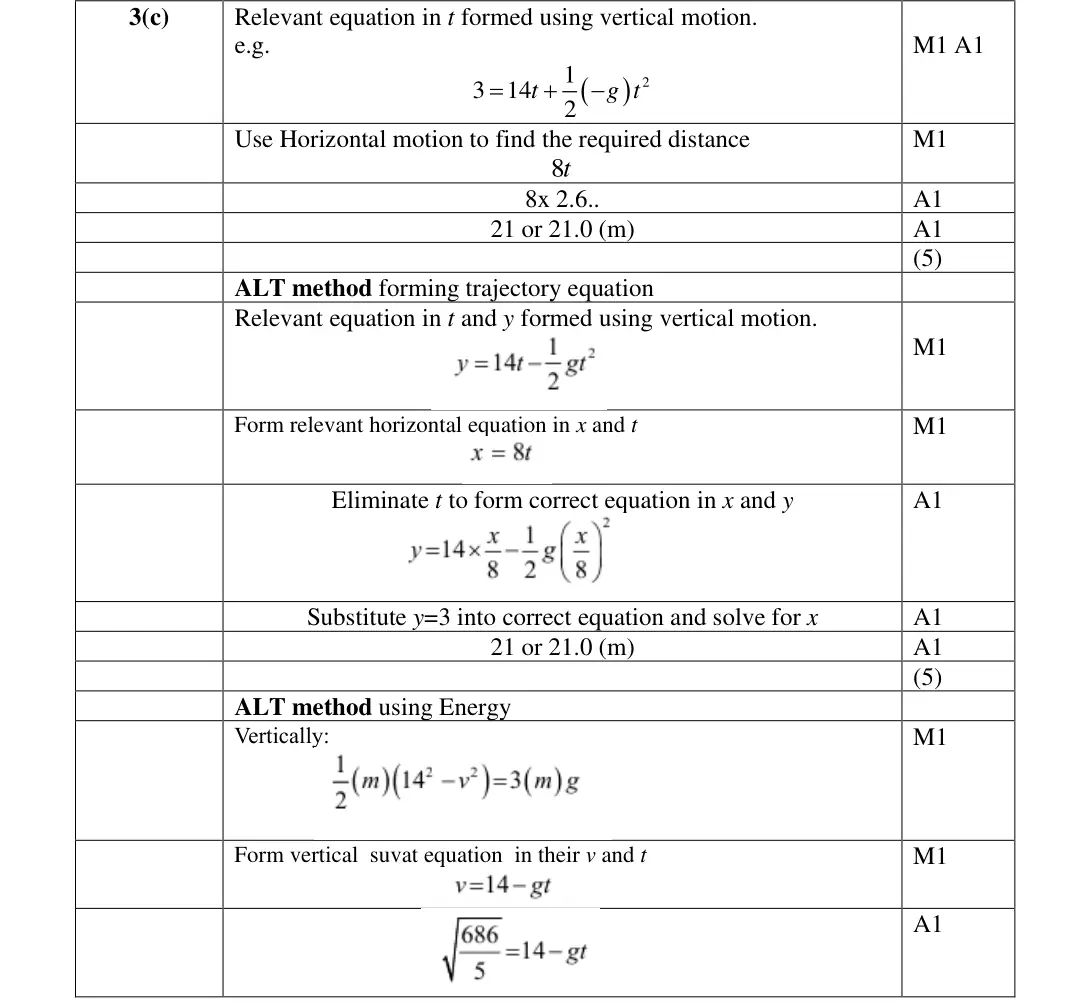 3(c) Relevant equation in t formed using vertical motion.
e.g. M1 A1
3 = 14t + 1/2 (−g) t²
Use Horizontal motion to find the required distance M1
8t
8x 2.6.. A1
21 or 21.0 (m) A1
(5)
ALT method forming trajectory equation
Relevant equation in t and y formed using vertical motion.
y = 14t − 1/2 gt² M1
Form relevant horizontal equation in x and t M1
x = 8t
Eliminate t to form correct equation in x and y A1
y=14× x/8 − 1/2 g (x/8)²
Substitute y=3 into correct equation and solve for x A1
21 or 21.0 (m) A1
(5)
ALT method using Energy
Vertically: M1
1/2 (m)(14² − v²)=3(m)g
Form vertical suvat equation in their v and t M1
v=14− gt
A1
√(686/5) =14− gt